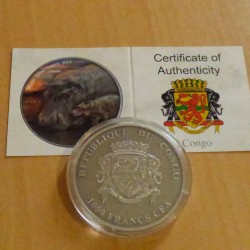 Certificate of
Authenticity
Congo
REPUBLIQUE DU CONGO
1000 FRANCS CFA